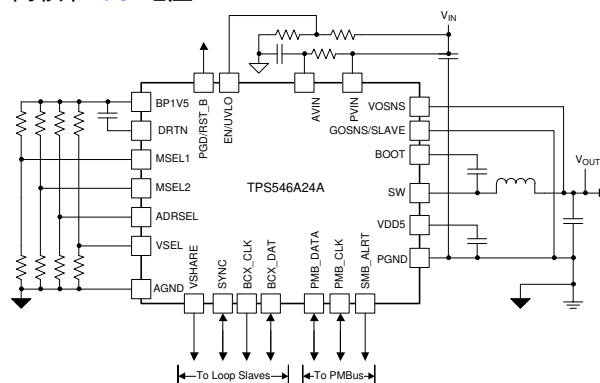 V_IN
BP1V5
DRTN
MSEL1
MSEL2
ADRSEL
VSEL
AGND
PGD/RST_B
EN/UVLO
AVIN
PVIN
TPS546A24A
VOSNS
GOSNS/SLAVE
BOOT
SW
VDD5
PGND
V_OUT
VSHARE
SYNC
BCX_CLK
BCX_DAT
PMB_DATA
PMB_CLK
SMB_ALRT
To Loop Slaves
To PMBus